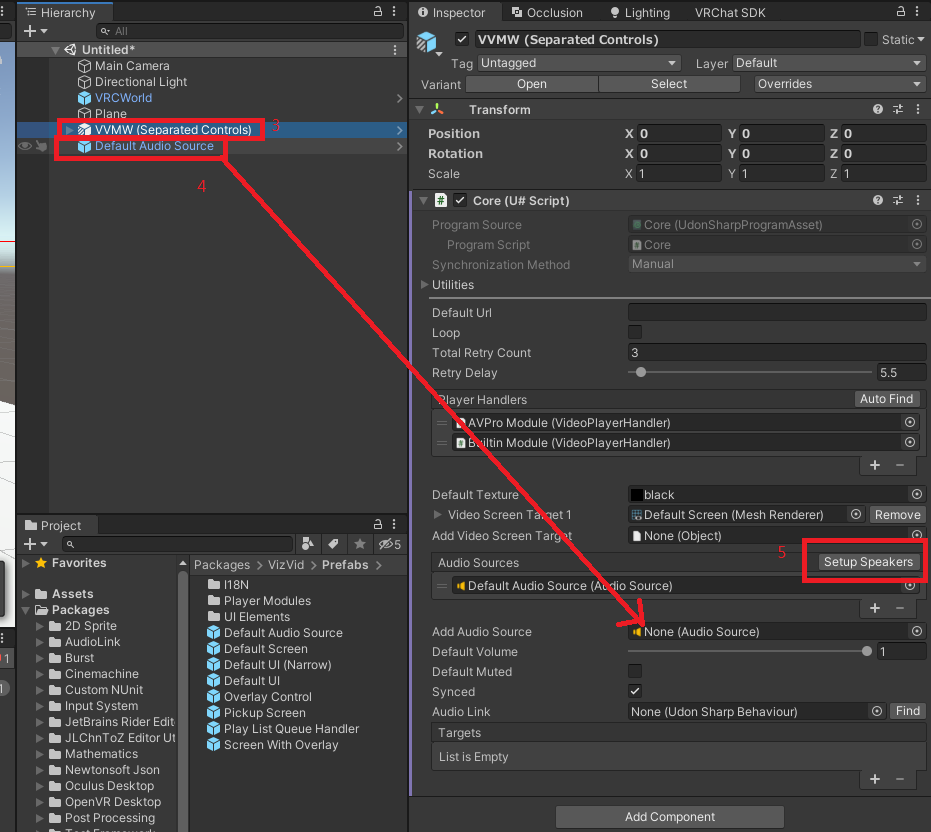 Hierarchy
All
Untitled*
Main Camera
Directional Light
VRCWorld
Plane
VVMW (Separated Controls)
3
Default Audio Source
4
Project
5
Favorites
Assets
Packages
2D Sprite
AudioLink
Burst
Cinemachine
Custom NUnit
Input System
JetBrains Rider Edit
JLChnToZ Editor Ut
Mathematics
Newtonsoft Json
Oculus Desktop
OpenVR Desktop
Post Processing
Packages > VizVid > Prefabs >
I18N
Player Modules
UI Elements
Default Audio Source
Default Screen
Default UI (Narrow)
Default UI
Overlay Control
Pickup Screen
Play List Queue Handler
Screen With Overlay
Inspector
Occlusion
Lighting
VRChat SDK
VVMW (Separated Controls)
Static
Tag Untagged
Layer Default
Variant Open Select Overrides
Transform
Position X 0 Y 0 Z 0
Rotation X 0 Y 0 Z 0
Scale X 1 Y 1 Z 1
# Core (U# Script)
Program Source Core (UdonSharpProgramAsset)
Program Script # Core
Synchronization Method Manual
Utilities
Default Url
Loop
Total Retry Count 3
Retry Delay 5.5
Player Handlers Auto Find
AVPro Module (VideoPlayerHandler)
# Builtin Module (VideoPlayerHandler)
+ −
Default Texture black
Video Screen Target 1 Default Screen (Mesh Renderer) Remove
Add Video Screen Target None (Object)
5
Audio Sources Setup Speakers
Default Audio Source (Audio Source)
+ −
Add Audio Source None (Audio Source)
Default Volume 1
Default Muted
Synced
Audio Link None (Udon Sharp Behaviour) Find
Targets
List is Empty
+ −
Add Component